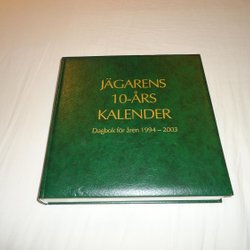 JÄGARENS
10-ÅRS
KALENDER
Dagbok för åren 1994 – 2003